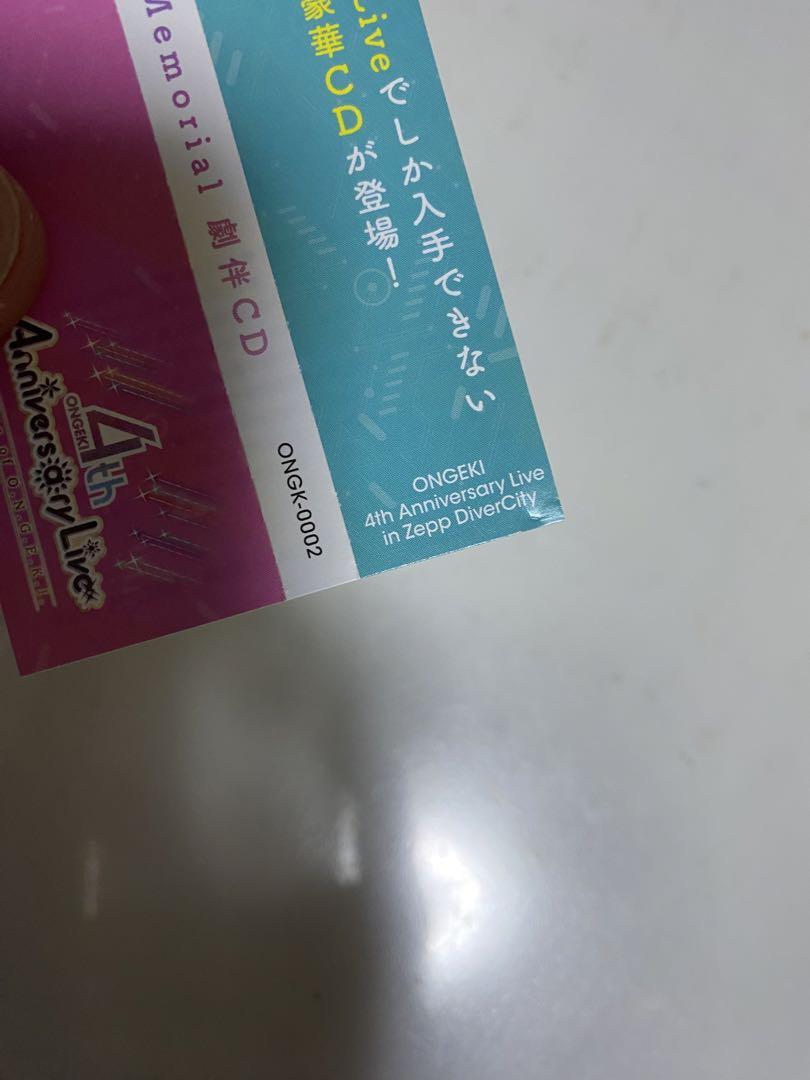 Liveでしか入手できない
豪華CDが登場！
ONGEKI
4th Anniversary Live
in Zepp DiverCity
Memorial 劇伴CD
ONGK-0002
ONGEKI
4th
Anniversary Live
of O.N.G.E.K.I.